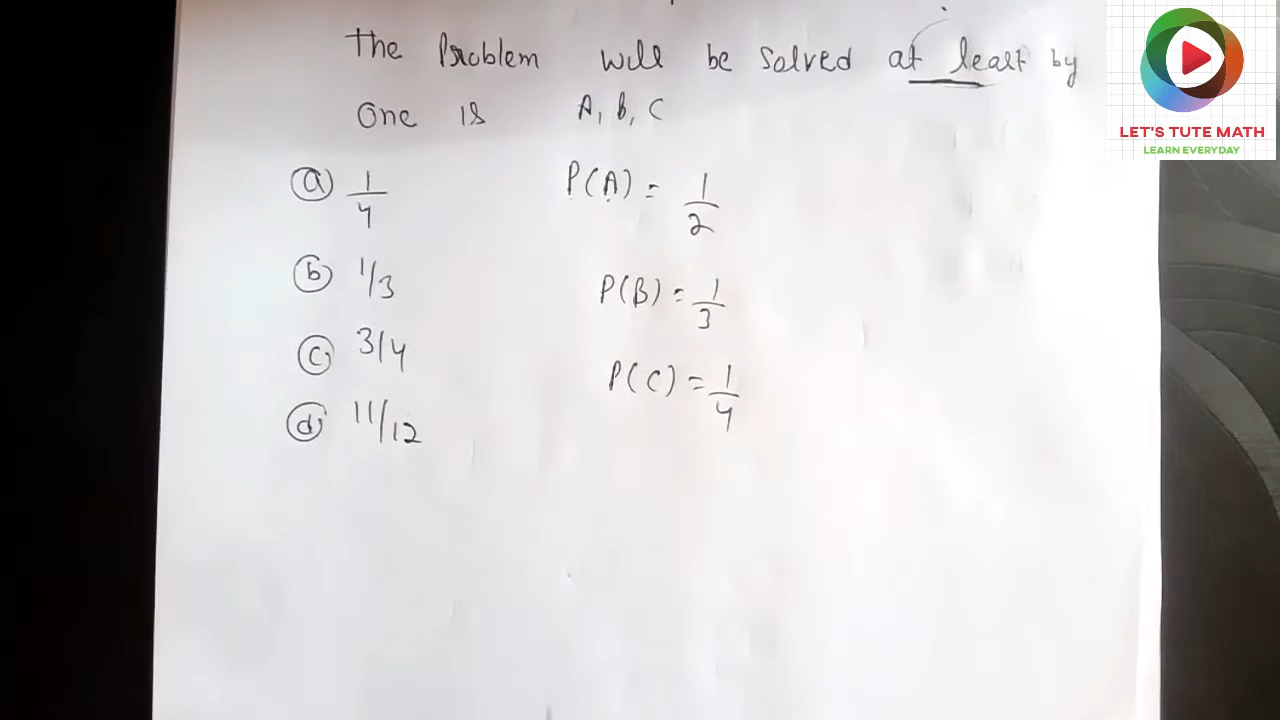 The Problem will be solved at least by
One is A, B, C
(a) 1/4
P(A) = 1/2
(b) 1/3
P(B) = 1/3
(c) 3/4
P(C) = 1/4
(d) 11/12
LET'S TUTE MATH
LEARN EVERYDAY